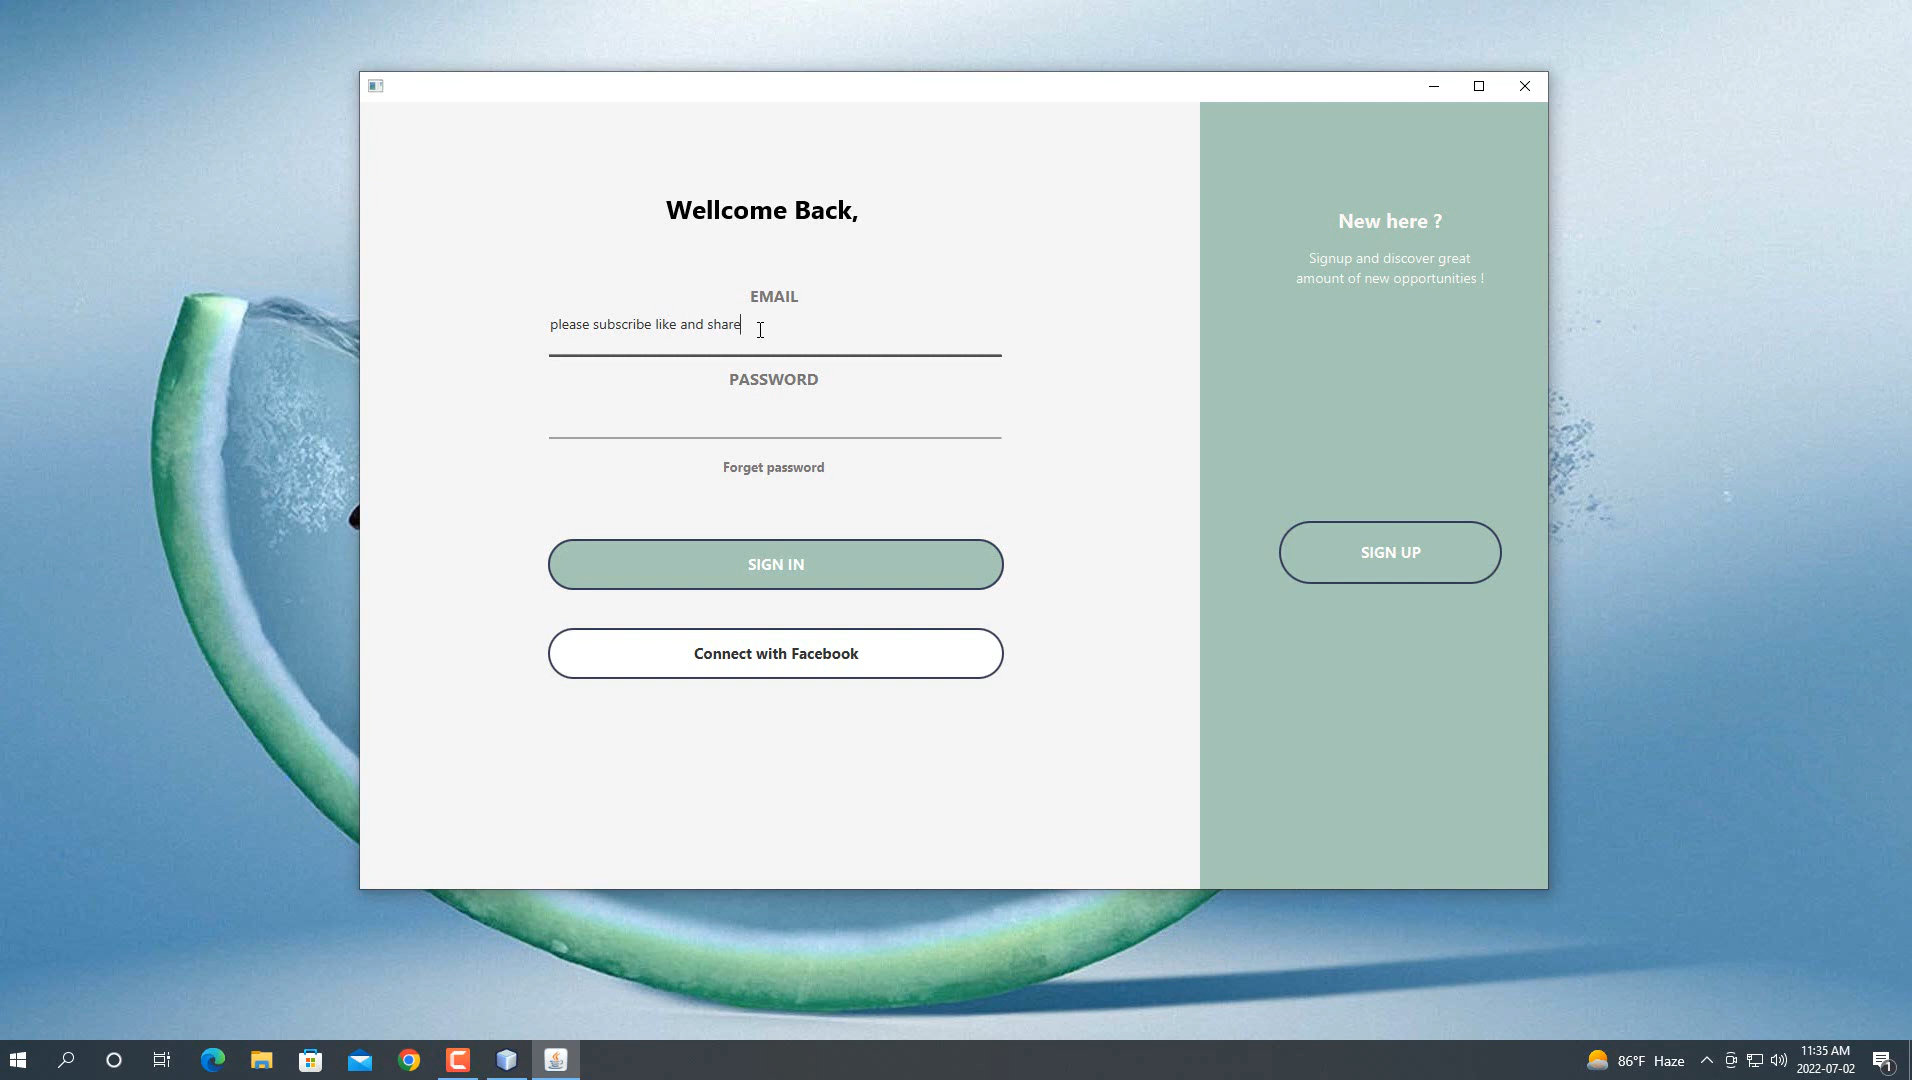 Wellcome Back,
EMAIL
please subscribe like and share
PASSWORD
Forget password
SIGN IN
Connect with Facebook
New here ?
Signup and discover great
amount of new opportunities !
SIGN UP
86°F Haze
11:35 AM
2022-07-02
1